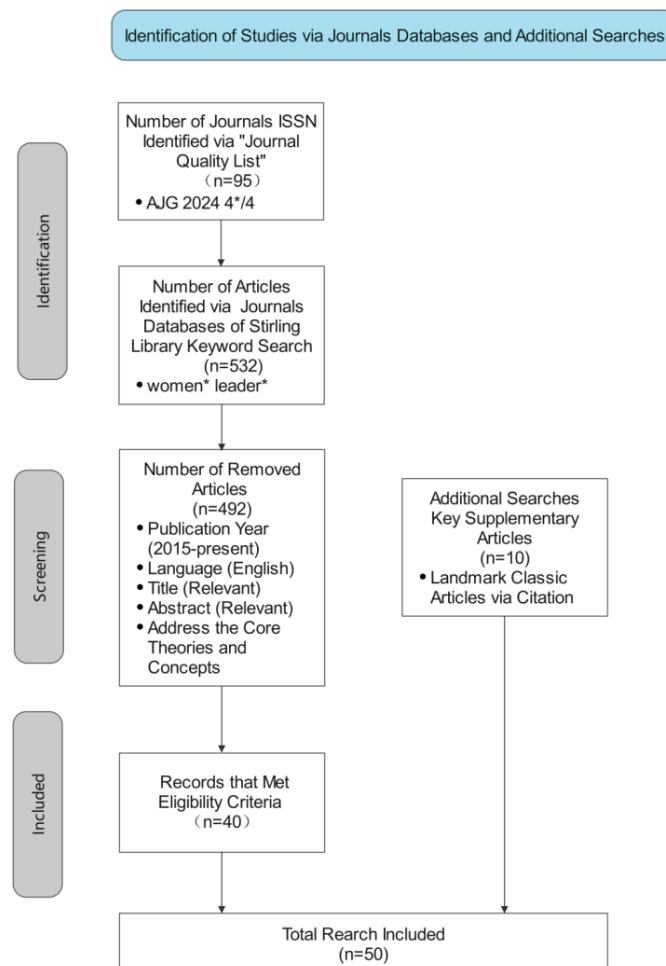 Identification of Studies via Journals Databases and Additional Searches
Identification
Number of Journals ISSN
Identified via "Journal
Quality List"
（n=95）
• AJG 2024 4*/4
Number of Articles
Identified via Journals
Databases of Stirling
Library Keyword Search
(n=532)
• women* leader*
Screening
Number of Removed
Articles
(n=492)
• Publication Year
(2015-present)
• Language (English)
• Title (Relevant)
• Abstract (Relevant)
• Address the Core
Theories and
Concepts
Additional Searches
Key Supplementary
Articles
(n=10)
• Landmark Classic
Articles via Citation
Included
Records that Met
Eligibility Criteria
（n=40）
Total Rearch Included
(n=50)